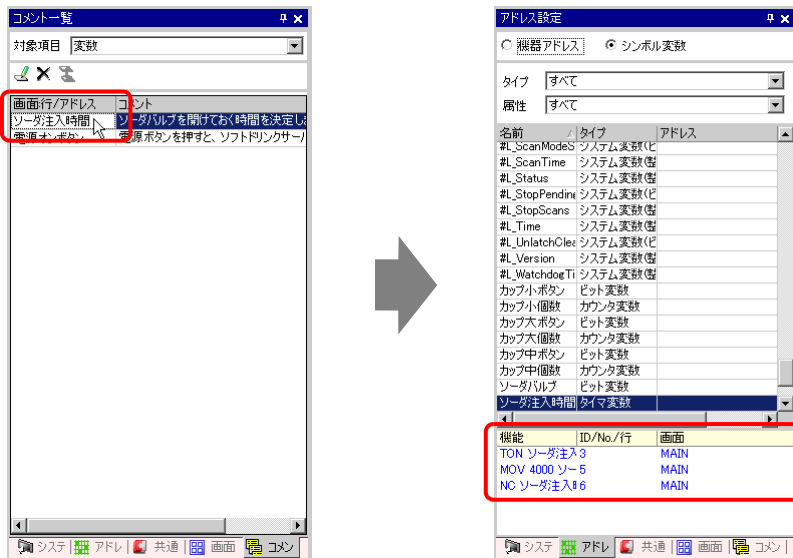 コメント一覧
対象項目 変数
画面:行/アドレス コメント
ソーダ注入時間 ソーダバルブを開けておく時間を決定し
電源オンボタン 電源ボタンを押すと、ソフトドリンクサー
システ アドレ 共通 画面 コメン
アドレス設定
機器アドレス シンボル変数
タイプ すべて
属性 すべて
名前 タイプ アドレス
#L_ScanModeS システム変数(ビ
#L_ScanTime システム変数(整
#L_Status システム変数(整
#L_StopPending システム変数(ビ
#L_StopScans システム変数(整
#L_Time システム変数(整
#L_UnlatchClea システム変数(ビ
#L_Version システム変数(整
#L_WatchdogTi システム変数(整
カップ小ボタン ビット変数
カップ小個数 カウンタ変数
カップ大ボタン ビット変数
カップ大個数 カウンタ変数
カップ中ボタン ビット変数
カップ中個数 カウンタ変数
ソーダバルブ ビット変数
ソーダ注入時間 タイマ変数
機能 ID/No./行 画面
TON ソーダ注入 3 MAIN
MOV 4000 ソー 5 MAIN
NC ソーダ注入 6 MAIN
システ アドレ 共通 画面 コメン